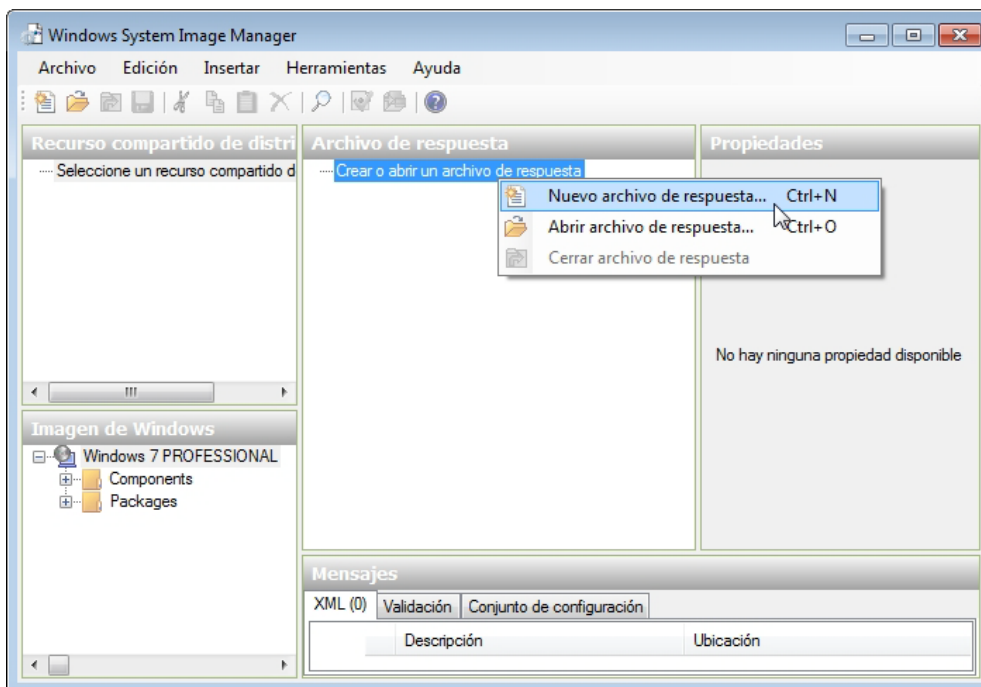 Windows System Image Manager
Archivo Edición Insertar Herramientas Ayuda
Recurso compartido de distri
Seleccione un recurso compartido d
Archivo de respuesta
Crear o abrir un archivo de respuesta
Nuevo archivo de respuesta... Ctrl+N
Abrir archivo de respuesta... Ctrl+O
Cerrar archivo de respuesta
Propiedades
No hay ninguna propiedad disponible
Imagen de Windows
Windows 7 PROFESSIONAL
Components
Packages
Mensajes
XML (0) Validación Conjunto de configuración
Descripción Ubicación